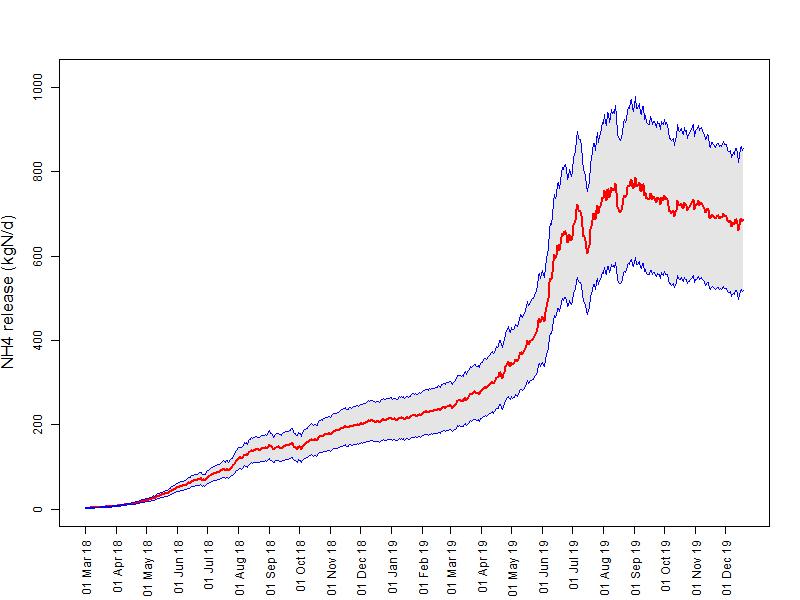 NH4 release (kgN/d)
1000
800
600
400
200
0
01 Mar 18
01 Apr 18
01 May 18
01 Jun 18
01 Jul 18
01 Aug 18
01 Sep 18
01 Oct 18
01 Nov 18
01 Dec 18
01 Jan 19
01 Feb 19
01 Mar 19
01 Apr 19
01 May 19
01 Jun 19
01 Jul 19
01 Aug 19
01 Sep 19
01 Oct 19
01 Nov 19
01 Dec 19